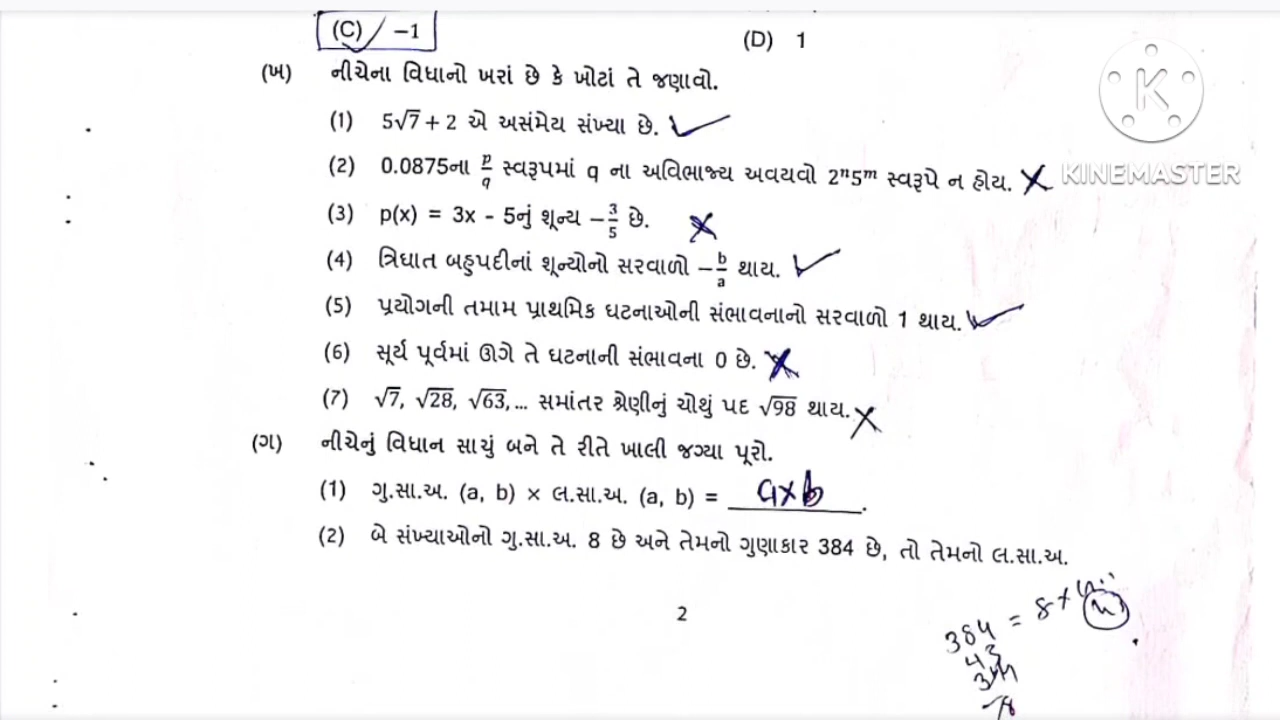 (C) -1 (D) 1
(ખ) નીચેના વિધાનો ખરાં છે કે ખોટાં તે જણાવો.
K
(1) 5√7 + 2 એ અસંમેય સંખ્યા છે. ✓
(2) 0.0875ના p/q સ્વરૂપમાં q ના અવિભાજ્ય અવયવો 2ⁿ5ᵐ સ્વરૂપે ન હોય. ×
KINEMASTER
(3) p(x) = 3x - 5નું શૂન્ય -3/5 છે. ×
(4) ત્રિઘાત બહુપદીનાં શૂન્યોનો સરવાળો -b/a થાય. ✓
(5) પ્રયોગની તમામ પ્રાથમિક ઘટનાઓની સંભાવનાનો સરવાળો 1 થાય. ✓
(6) સૂર્ય પૂર્વમાં ઊગે તે ઘટનાની સંભાવના 0 છે. ×
(7) √7, √28, √63,... સમાંતર શ્રેણીનું ચોથું પદ √98 થાય. ×
(ગ) નીચેનું વિધાન સાચું બને તે રીતે ખાલી જગ્યા પૂરો.
(1) ગુ.સા.અ. (a, b) × લ.સા.અ. (a, b) = a×b.
(2) બે સંખ્યાઓનો ગુ.સા.અ. 8 છે અને તેમનો ગુણાકાર 384 છે, તો તેમનો લ.સા.અ.
2
384 = 8 ×